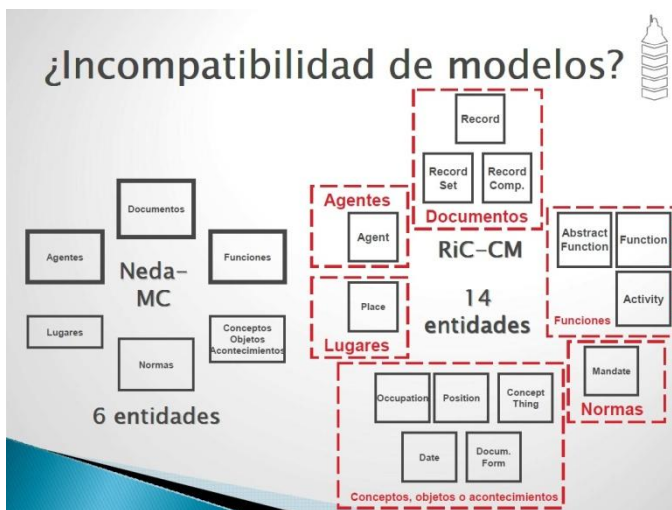 ¿Incompatibilidad de modelos?
Documentos
Agentes
Neda-
MC
Funciones
Lugares
Normas
Conceptos
Objetos
Acontecimientos
6 entidades
Record
Record
Set
Record
Comp.
Documentos
Agentes
Agent
RiC-CM
14
entidades
Place
Lugares
Abstract
Function
Function
Activity
Funciones
Mandate
Normas
Occupation
Position
Concept
Thing
Date
Docum.
Form
Conceptos, objetos o acontecimientos